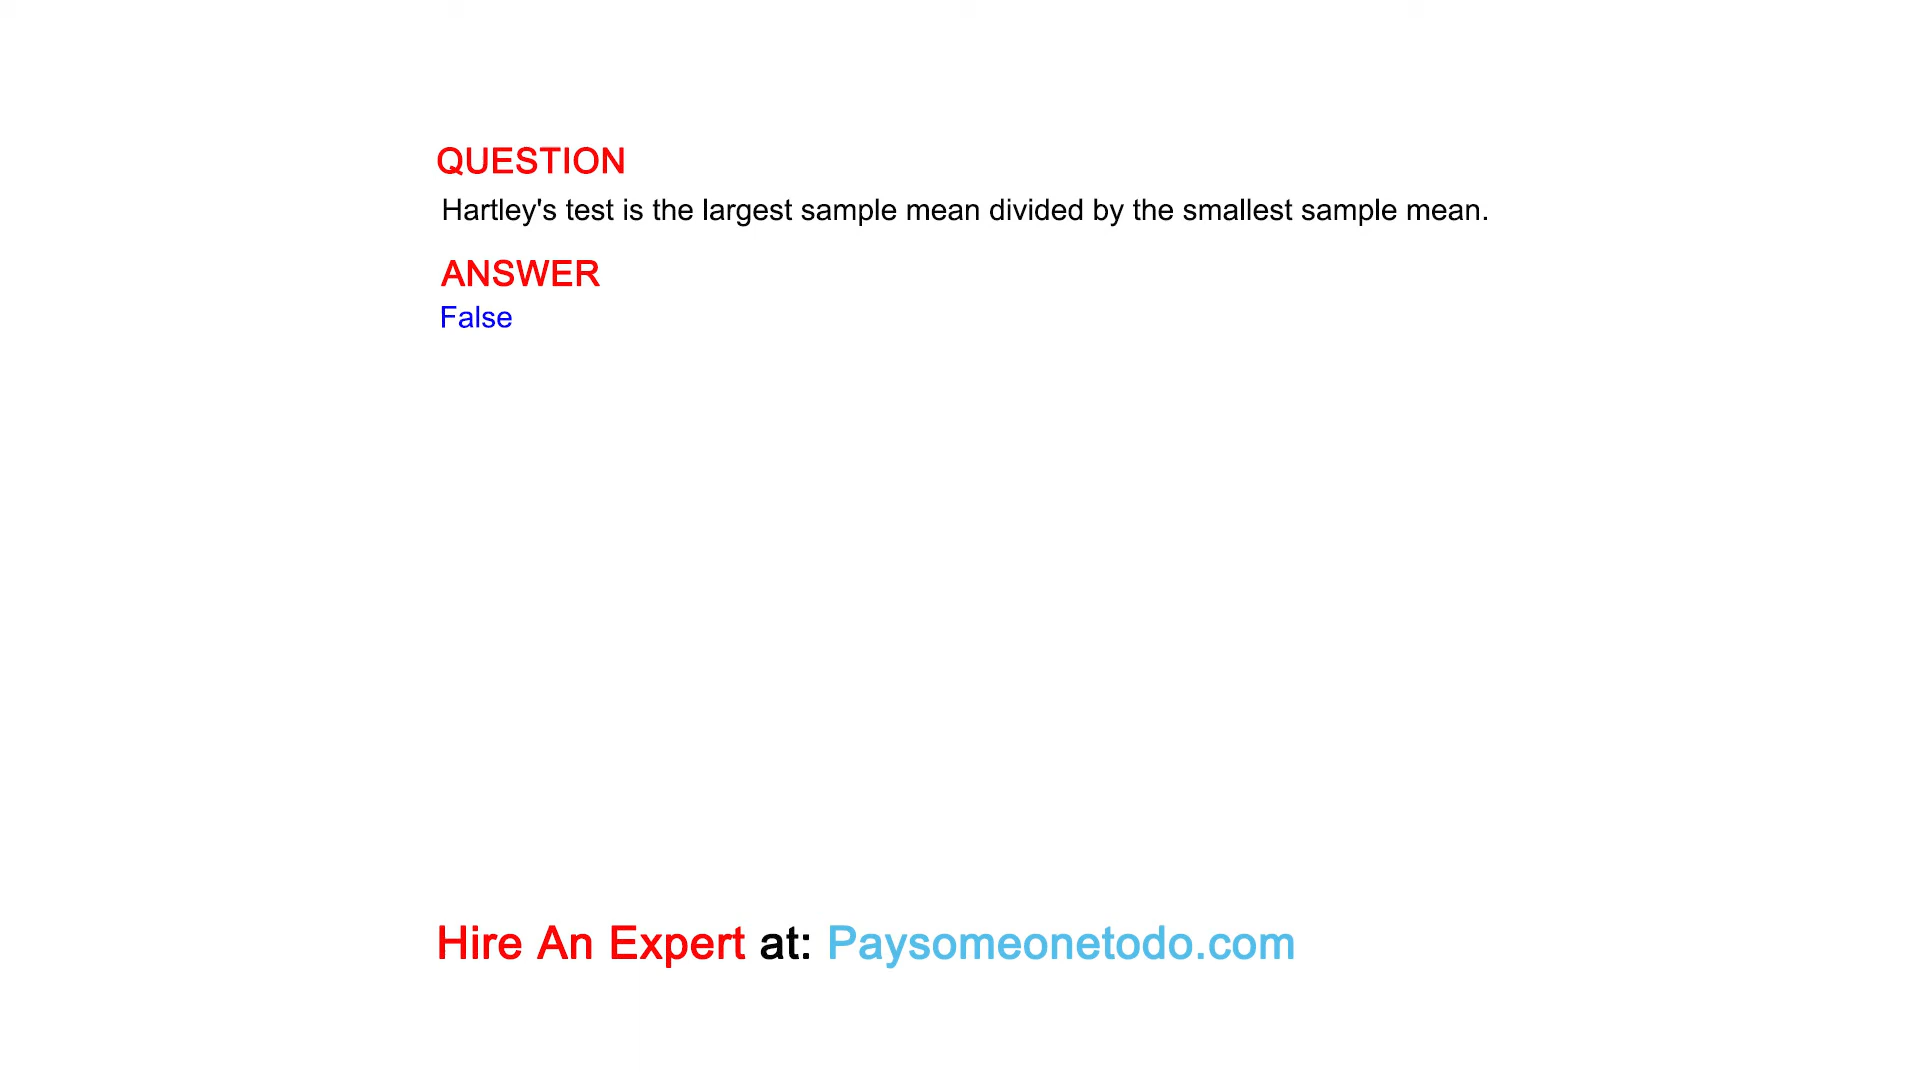 QUESTION
Hartley's test is the largest sample mean divided by the smallest sample mean.
ANSWER
False
Hire An Expert at: Paysomeonetodo.com